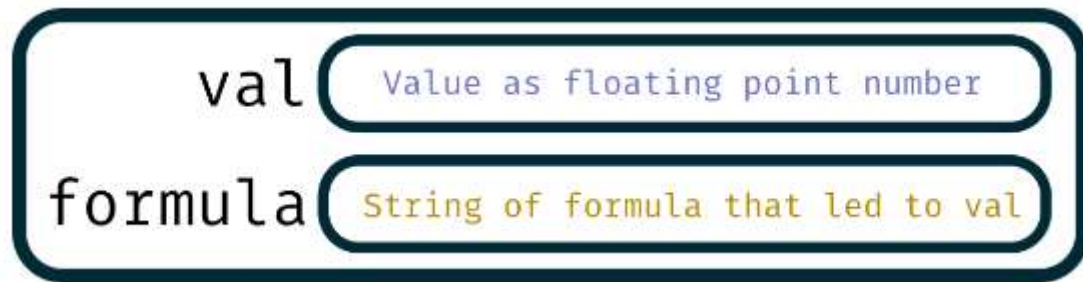 val Value as floating point number
formula String of formula that led to val